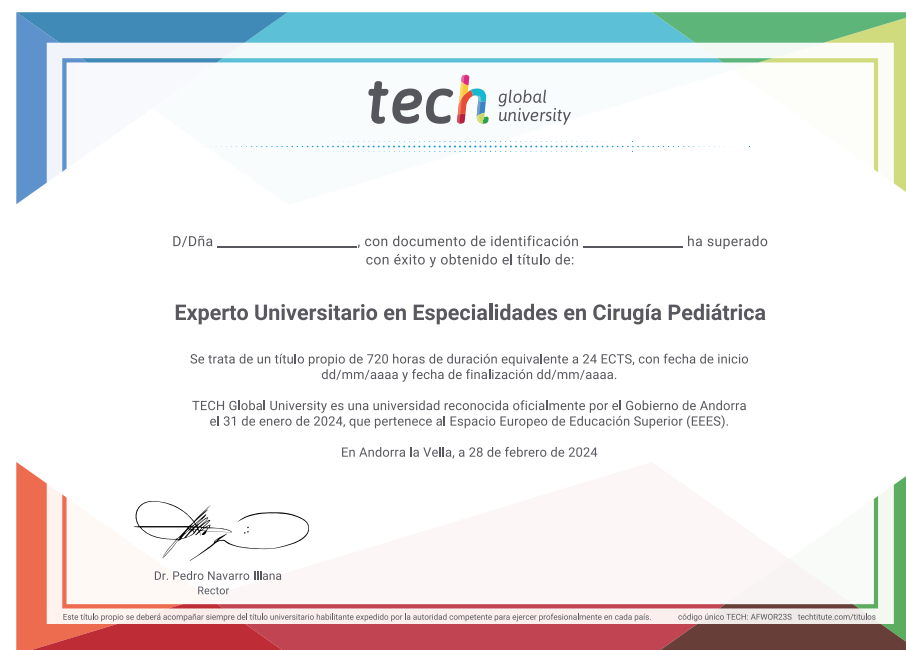 tech global university
D/Dña ______________, con documento de identificación __________ ha superado
con éxito y obtenido el título de:
Experto Universitario en Especialidades en Cirugía Pediátrica
Se trata de un título propio de 720 horas de duración equivalente a 24 ECTS, con fecha de inicio
dd/mm/aaaa y fecha de finalización dd/mm/aaaa.
TECH Global University es una universidad reconocida oficialmente por el Gobierno de Andorra
el 31 de enero de 2024, que pertenece al Espacio Europeo de Educación Superior (EEES).
En Andorra la Vella, a 28 de febrero de 2024
Dr. Pedro Navarro Illana
Rector
Este título propio se deberá acompañar siempre del título universitario habilitante expedido por la autoridad competente para ejercer profesionalmente en cada país. código único TECH: AFWOR23S techtitute.com/titulos